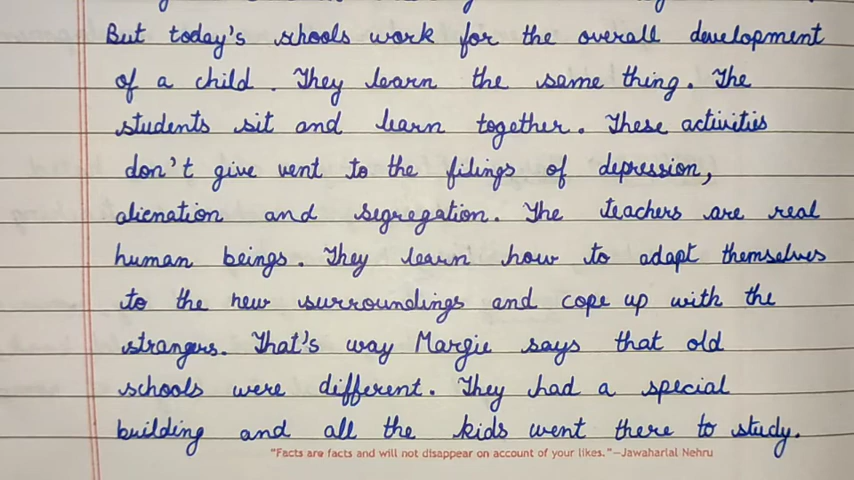 But today's schools work for the overall development
of a child. They learn the same thing. The
students sit and learn together. These activities
don't give vent to the filings of depression,
alienation and segregation. The teachers are real
human beings. They learn how to adapt themselves
to the new surroundings and cope up with the
strangers. That's way Margie says that old
schools were different. They had a special
building and all the kids went there to study.
"Facts are facts and will not disappear on account of your likes."—Jawaharlal Nehru